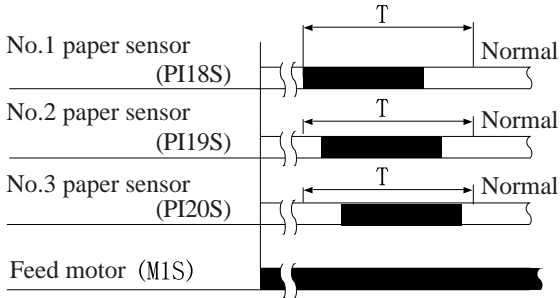 T
No.1 paper sensor Normal
(PI18S)
T
No.2 paper sensor Normal
(PI19S)
T
No.3 paper sensor Normal
(PI20S)
Feed motor (M1S)